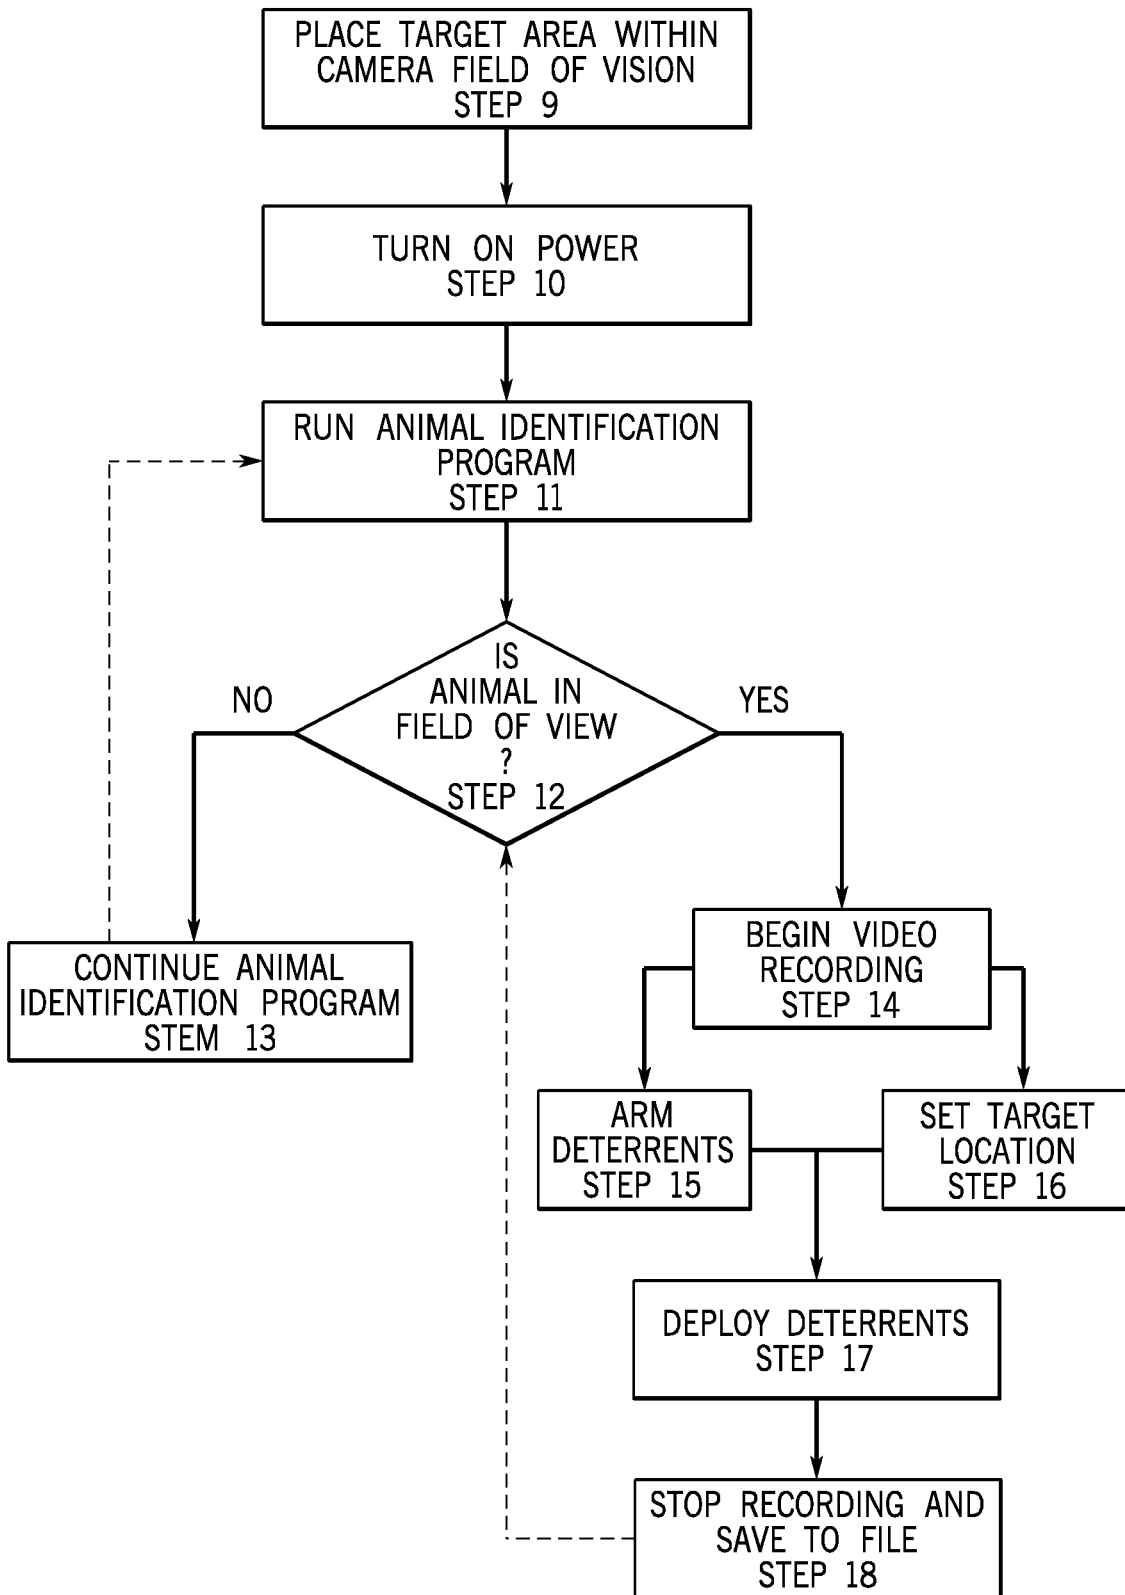 PLACE TARGET AREA WITHIN
CAMERA FIELD OF VISION
STEP 9
TURN ON POWER
STEP 10
RUN ANIMAL IDENTIFICATION
PROGRAM
STEP 11
IS
ANIMAL IN
FIELD OF VIEW
?
STEP 12
NO
YES
CONTINUE ANIMAL
IDENTIFICATION PROGRAM
STEM 13
BEGIN VIDEO
RECORDING
STEP 14
ARM
DETERRENTS
STEP 15
SET TARGET
LOCATION
STEP 16
DEPLOY DETERRENTS
STEP 17
STOP RECORDING AND
SAVE TO FILE
STEP 18